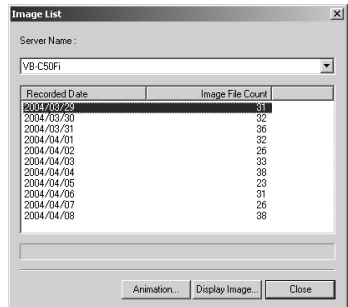 Image List
Server Name :
VB-C50Fi
Recorded Date Image File Count
2004/03/29 31
2004/03/30 32
2004/03/31 36
2004/04/01 32
2004/04/02 26
2004/04/03 33
2004/04/04 38
2004/04/05 23
2004/04/06 31
2004/04/07 26
2004/04/08 38
Animation... Display Image... Close